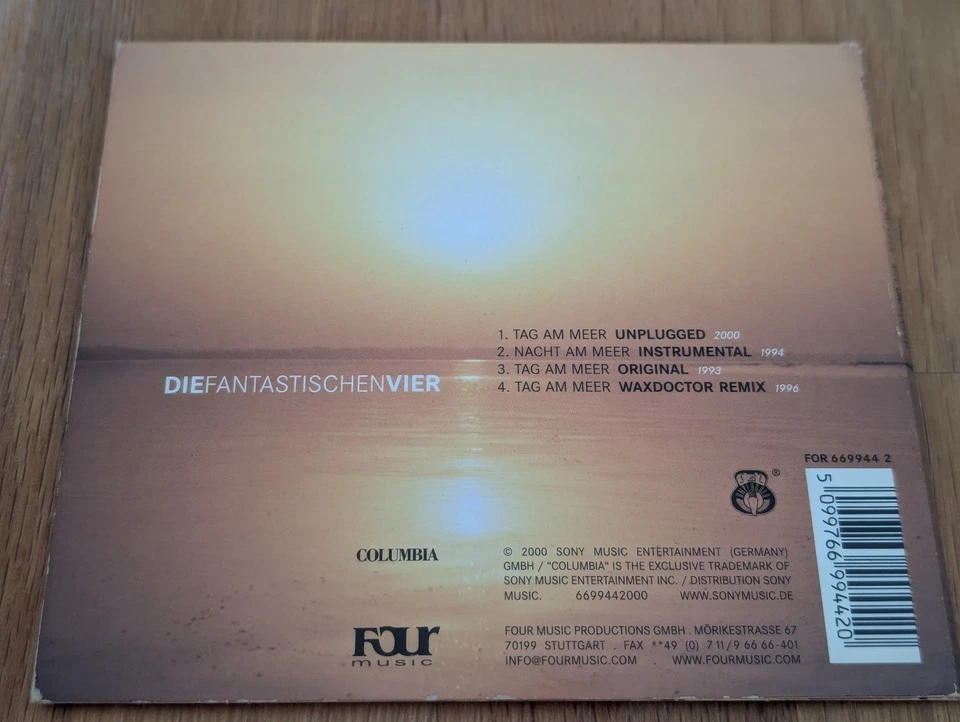 1. TAG AM MEER UNPLUGGED 2000
2. NACHT AM MEER INSTRUMENTAL 1994
3. TAG AM MEER ORIGINAL 1993
4. TAG AM MEER WAXDOCTOR REMIX 1996
DIEFANTASTISCHENVIER
FOR 669944 2
5 099766 994420
®
COLUMBIA
© 2000 SONY MUSIC ENTERTAINMENT (GERMANY)
GMBH / "COLUMBIA" IS THE EXCLUSIVE TRADEMARK OF
SONY MUSIC ENTERTAINMENT INC. / DISTRIBUTION SONY
MUSIC. 6699442000 WWW.SONYMUSIC.DE
FOUR
music
FOUR MUSIC PRODUCTIONS GMBH . MÖRIKESTRASSE 67
70199 STUTTGART . FAX **49 (0) 7 11/9 66 66-401
INFO@FOURMUSIC.COM . WWW.FOURMUSIC.COM